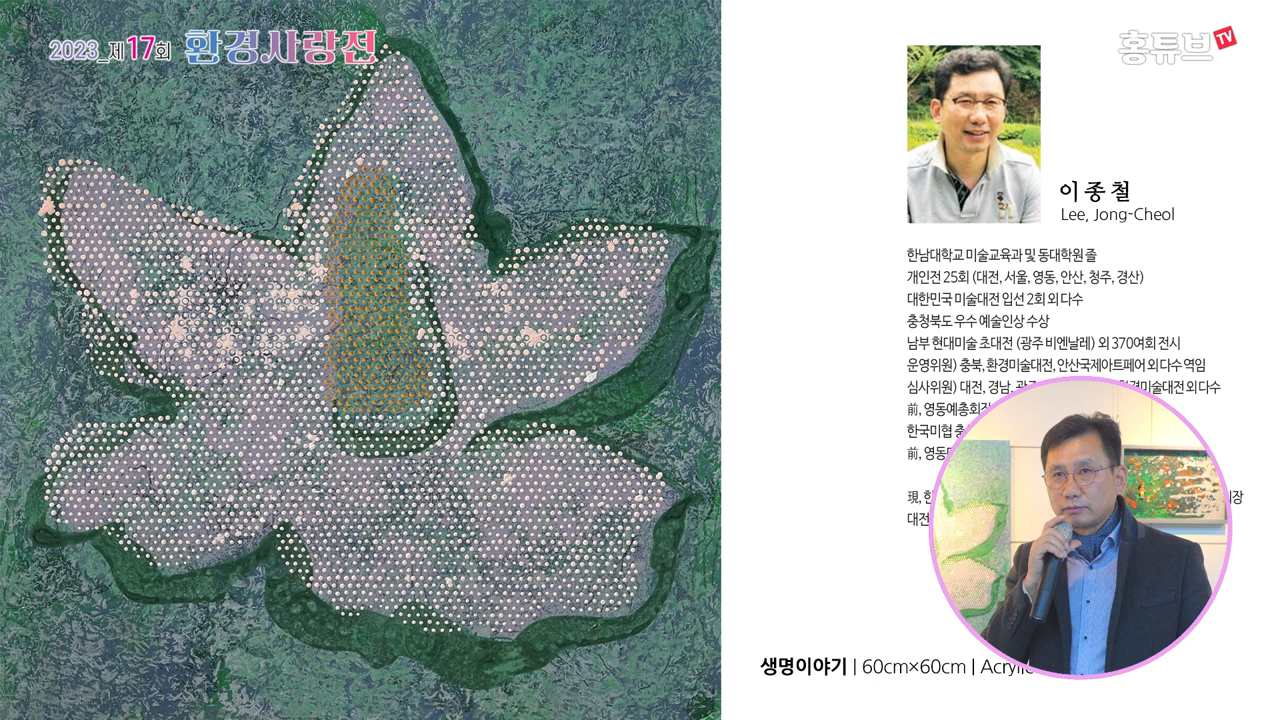 2023_제17회 환경사랑전
홍튜브 TV
이종철
Lee, Jong-Cheol
한남대학교 미술교육과 및 동대학원 졸
개인전 25회 (대전, 서울, 영동, 안산, 청주, 경산)
대한민국 미술대전 입선 2회 외 다수
충청북도 우수 예술인상 수상
남부 현대미술 초대전 (광주 비엔날레) 외 370여회 전시
운영위원) 충북, 환경미술대전, 안산국제아트페어 외 다수 역임
심사위원) 대전, 경남, 환경미술대전 외 다수
前, 영동예총회장
한국미협
前, 영동
現,
대전
생명이야기 | 60cm×60cm | Acrylic